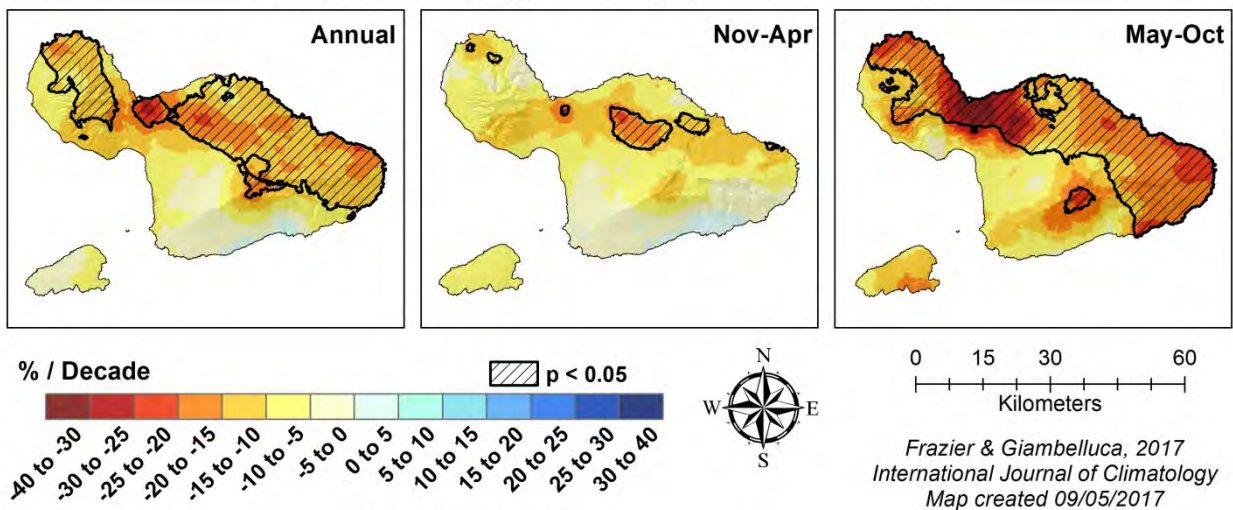 Annual
Nov-Apr
May-Oct
% / Decade
p < 0.05
-40 to -30
-30 to -25
-25 to -20
-20 to -15
-15 to -10
-10 to -5
-5 to 0
0 to 5
5 to 10
10 to 15
15 to 20
20 to 25
25 to 30
30 to 40
N
W
E
S
0 15 30 60
Kilometers
Frazier & Giambelluca, 2017
International Journal of Climatology
Map created 09/05/2017